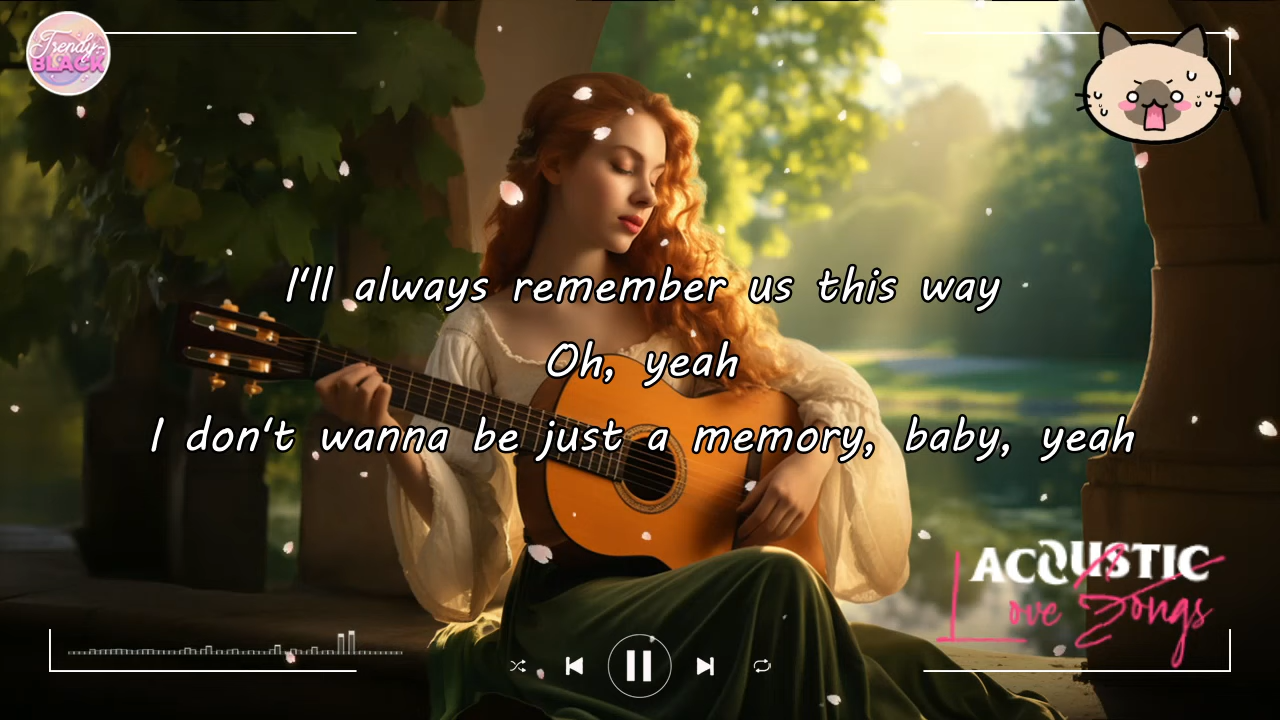 Trendy
BLACK
I'll always remember us this way
Oh, yeah
I don't wanna be just a memory, baby, yeah
ACOUSTIC
Love Songs